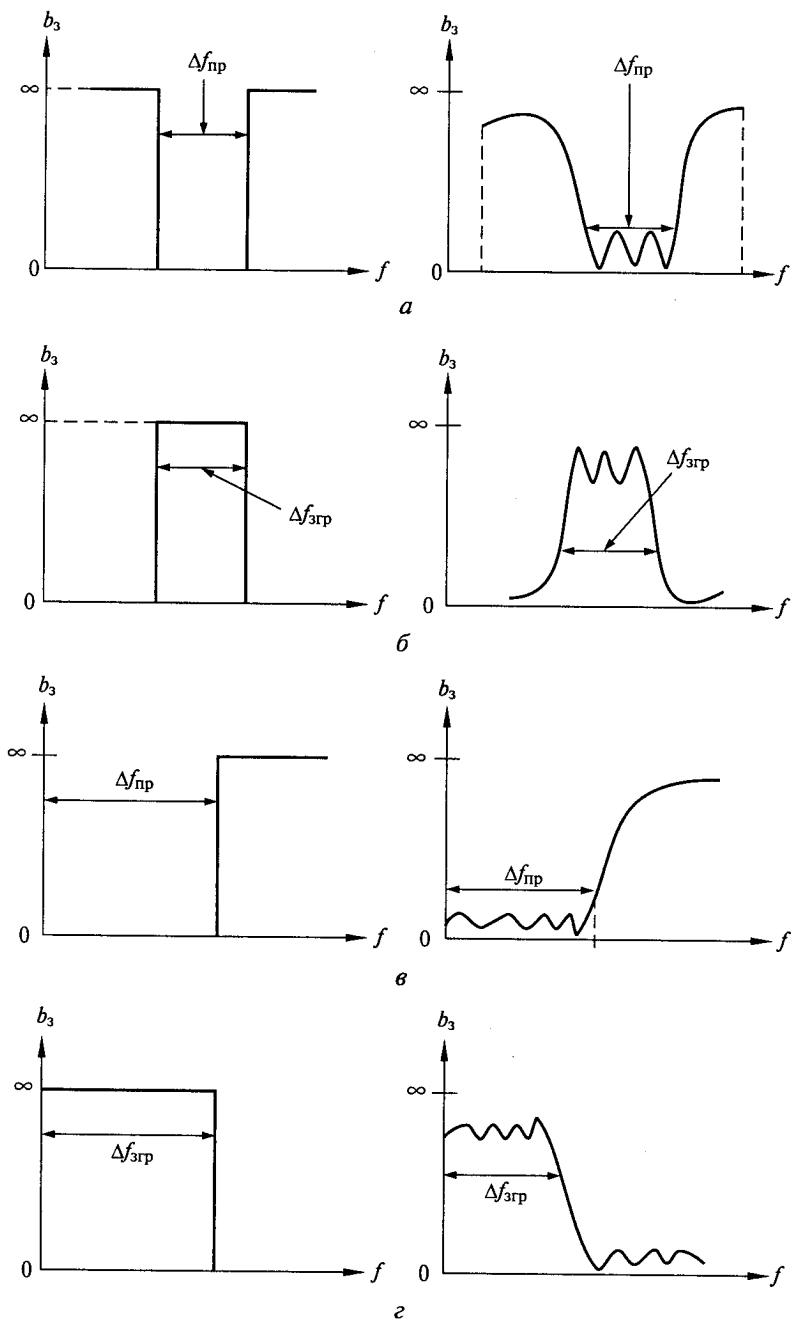 b₃ Δfпр ∞ 0 f
b₃ Δfпр ∞ 0 f
а
b₃ ∞ Δfзгр 0 f
b₃ ∞ Δfзгр 0 f
б
b₃ ∞ Δfпр 0 f
b₃ ∞ Δfпр 0 f
в
b₃ ∞ Δfзгр 0 f
b₃ ∞ Δfзгр 0 f
г